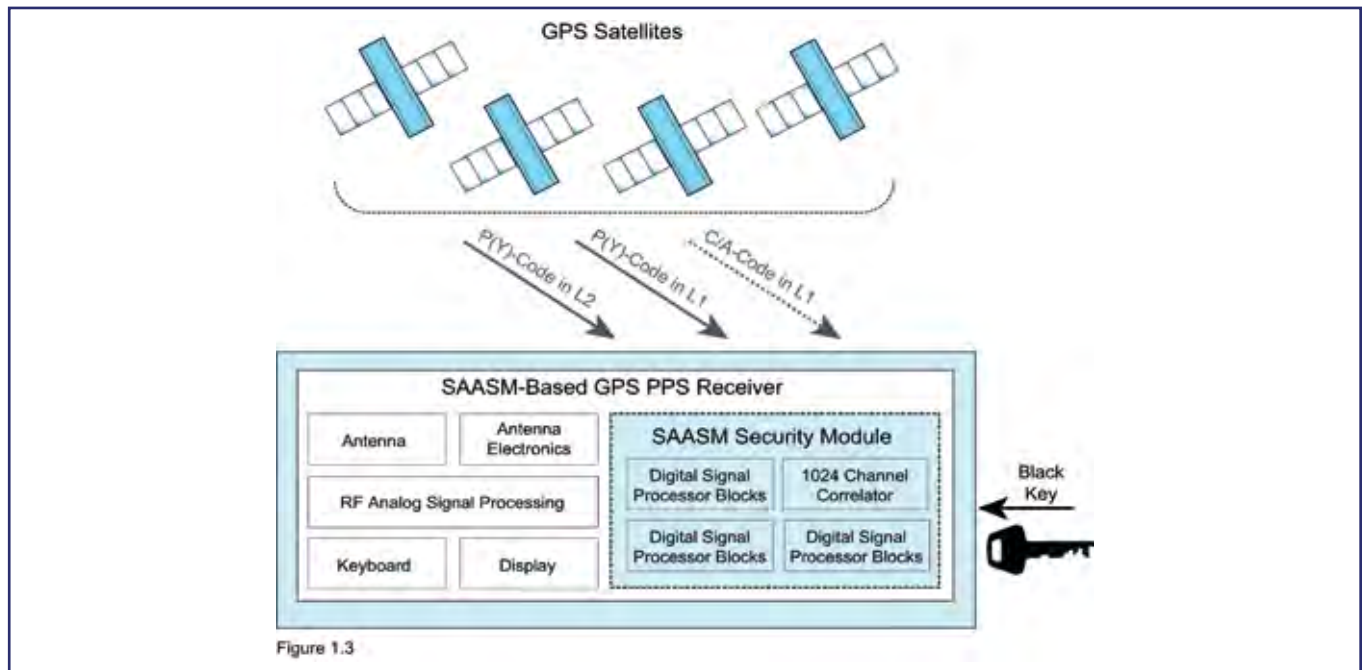 GPS Satellites
P(Y)-Code in L2
P(Y)-Code in L1
C/A-Code in L1
SAASM-Based GPS PPS Receiver
Antenna
Antenna
Electronics
RF Analog Signal Processing
Keyboard
Display
SAASM Security Module
Digital Signal
Processor Blocks
1024 Channel
Correlator
Digital Signal
Processor Blocks
Digital Signal
Processor Blocks
Black
Key
Figure 1.3